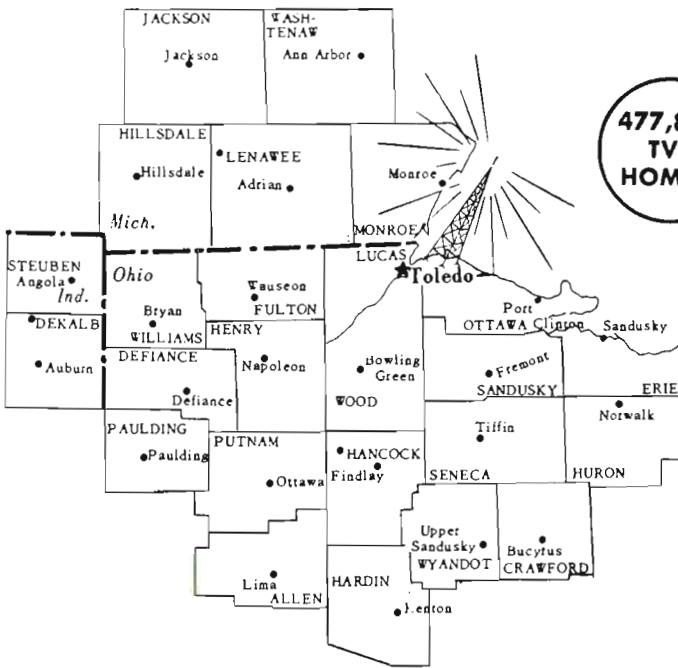 JACKSON
Jackson
WASH-
TENAW
Ann Arbor
477,8
TV
HOM
HILLSDALE
Hillsdale
LENAWEE
Adrian
Monroe
MONROE
Mich.
LUCAS
Toledo
STEUBEN
Angola
Ind.
Ohio
Wauseon
FULTON
Bryan
WILLIAMS
HENRY
Napoleon
Port
Clinton
OTTAWA
Sandusky
DEKALB
Auburn
DEFIANCE
Defiance
Bowling
Green
WOOD
Fremont
SANDUSKY
ERIE
Norwalk
HURON
PAULDING
Paulding
PUTNAM
Ottawa
HANCOCK
Findlay
Tiffin
SENECA
Upper
Sandusky
WYANDOT
Bucyrus
CRAWFORD
Lima
ALLEN
HARDIN
Kenton